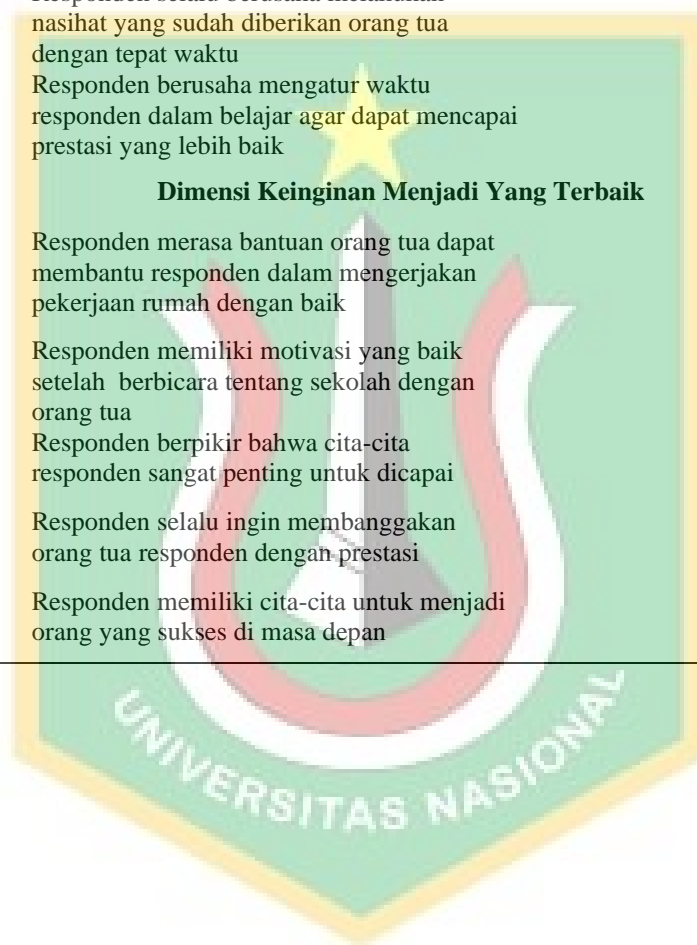 nasihat yang sudah diberikan orang tua
dengan tepat waktu
Responden berusaha mengatur waktu
responden dalam belajar agar dapat mencapai
prestasi yang lebih baik
Dimensi Keinginan Menjadi Yang Terbaik
Responden merasa bantuan orang tua dapat
membantu responden dalam mengerjakan
pekerjaan rumah dengan baik
Responden memiliki motivasi yang baik
setelah berbicara tentang sekolah dengan
orang tua
Responden berpikir bahwa cita-cita
responden sangat penting untuk dicapai
Responden selalu ingin membanggakan
orang tua responden dengan prestasi
Responden memiliki cita-cita untuk menjadi
orang yang sukses di masa depan
UNIVERSITAS NASIONAL